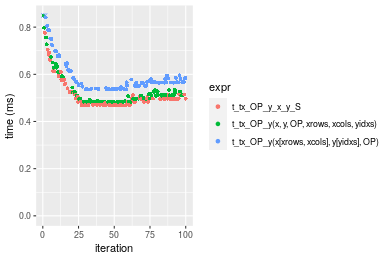 0.8
0.6
0.4
0.2
0.0
time (ms)
0
25
50
75
100
iteration
expr
t_tx_OP_y_x_y_S
t_tx_OP_y(x, y, OP, xrows, xcols, yidxs)
t_tx_OP_y(x[xrows, xcols], y[yidxs], OP)